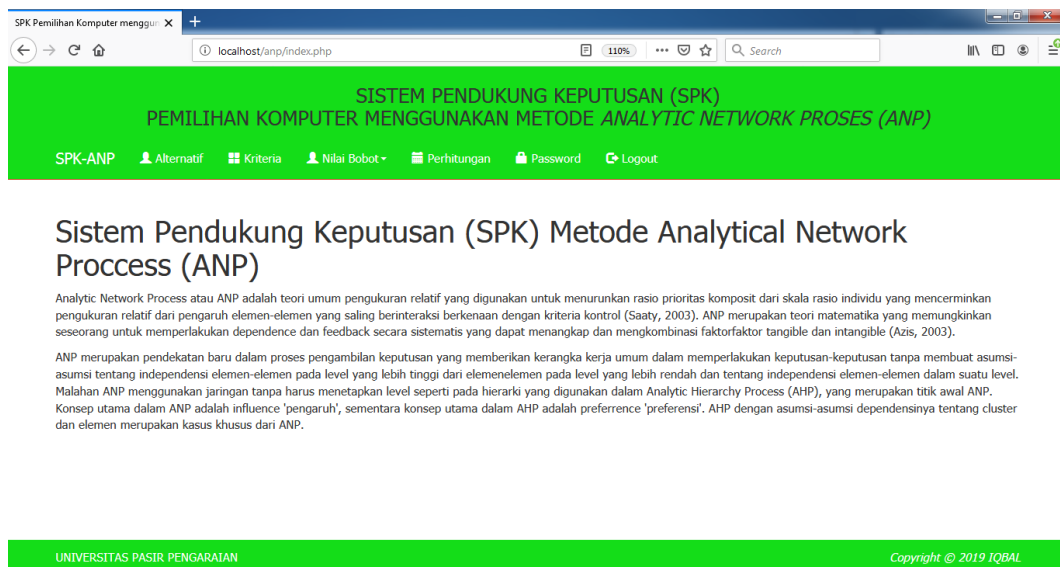 SPK Pemilihan Komputer menggun
localhost/anp/index.php
110%
Search
SISTEM PENDUKUNG KEPUTUSAN (SPK)
PEMILIHAN KOMPUTER MENGGUNAKAN METODE ANALYTIC NETWORK PROSES (ANP)
SPK-ANP Alternatif Kriteria Nilai Bobot Perhitungan Password Logout
Sistem Pendukung Keputusan (SPK) Metode Analytical Network
Proccess (ANP)
Analytic Network Process atau ANP adalah teori umum pengukuran relatif yang digunakan untuk menurunkan rasio prioritas komposit dari skala rasio individu yang mencerminkan
pengukuran relatif dari pengaruh elemen-elemen yang saling berinteraksi berkenaan dengan kriteria kontrol (Saaty, 2003). ANP merupakan teori matematika yang memungkinkan
seseorang untuk memperlakukan dependence dan feedback secara sistematis yang dapat menangkap dan mengkombinasi faktorfaktor tangible dan intangible (Azis, 2003).
ANP merupakan pendekatan baru dalam proses pengambilan keputusan yang memberikan kerangka kerja umum dalam memperlakukan keputusan-keputusan tanpa membuat asumsi-
asumsi tentang independensi elemen-elemen pada level yang lebih tinggi dari elemenelemen pada level yang lebih rendah dan tentang independensi elemen-elemen dalam suatu level.
Malahan ANP menggunakan jaringan tanpa harus menetapkan level seperti pada hierarki yang digunakan dalam Analytic Hierarchy Process (AHP), yang merupakan titik awal ANP.
Konsep utama dalam ANP adalah influence 'pengaruh', sementara konsep utama dalam AHP adalah preferrence 'preferensi'. AHP dengan asumsi-asumsi dependensinya tentang cluster
dan elemen merupakan kasus khusus dari ANP.
UNIVERSITAS PASIR PENGARAIAN
Copyright © 2019 IQBAL